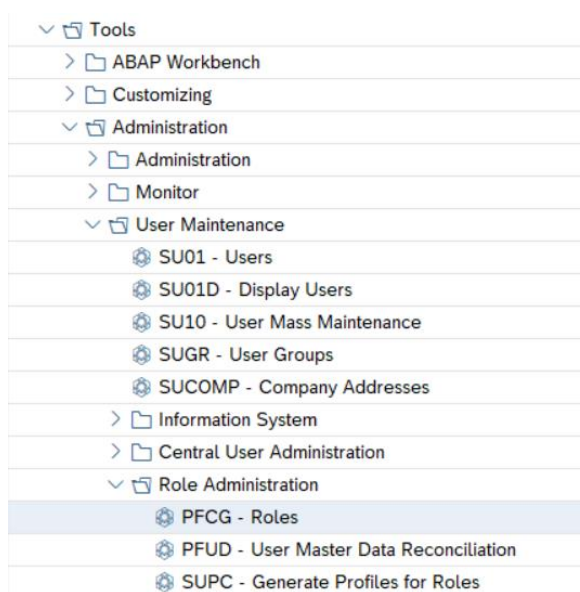 Tools
ABAP Workbench
Customizing
Administration
Administration
Monitor
User Maintenance
SU01 - Users
SU01D - Display Users
SU10 - User Mass Maintenance
SUGR - User Groups
SUCOMP - Company Addresses
Information System
Central User Administration
Role Administration
PFCG - Roles
PFUD - User Master Data Reconciliation
SUPC - Generate Profiles for Roles